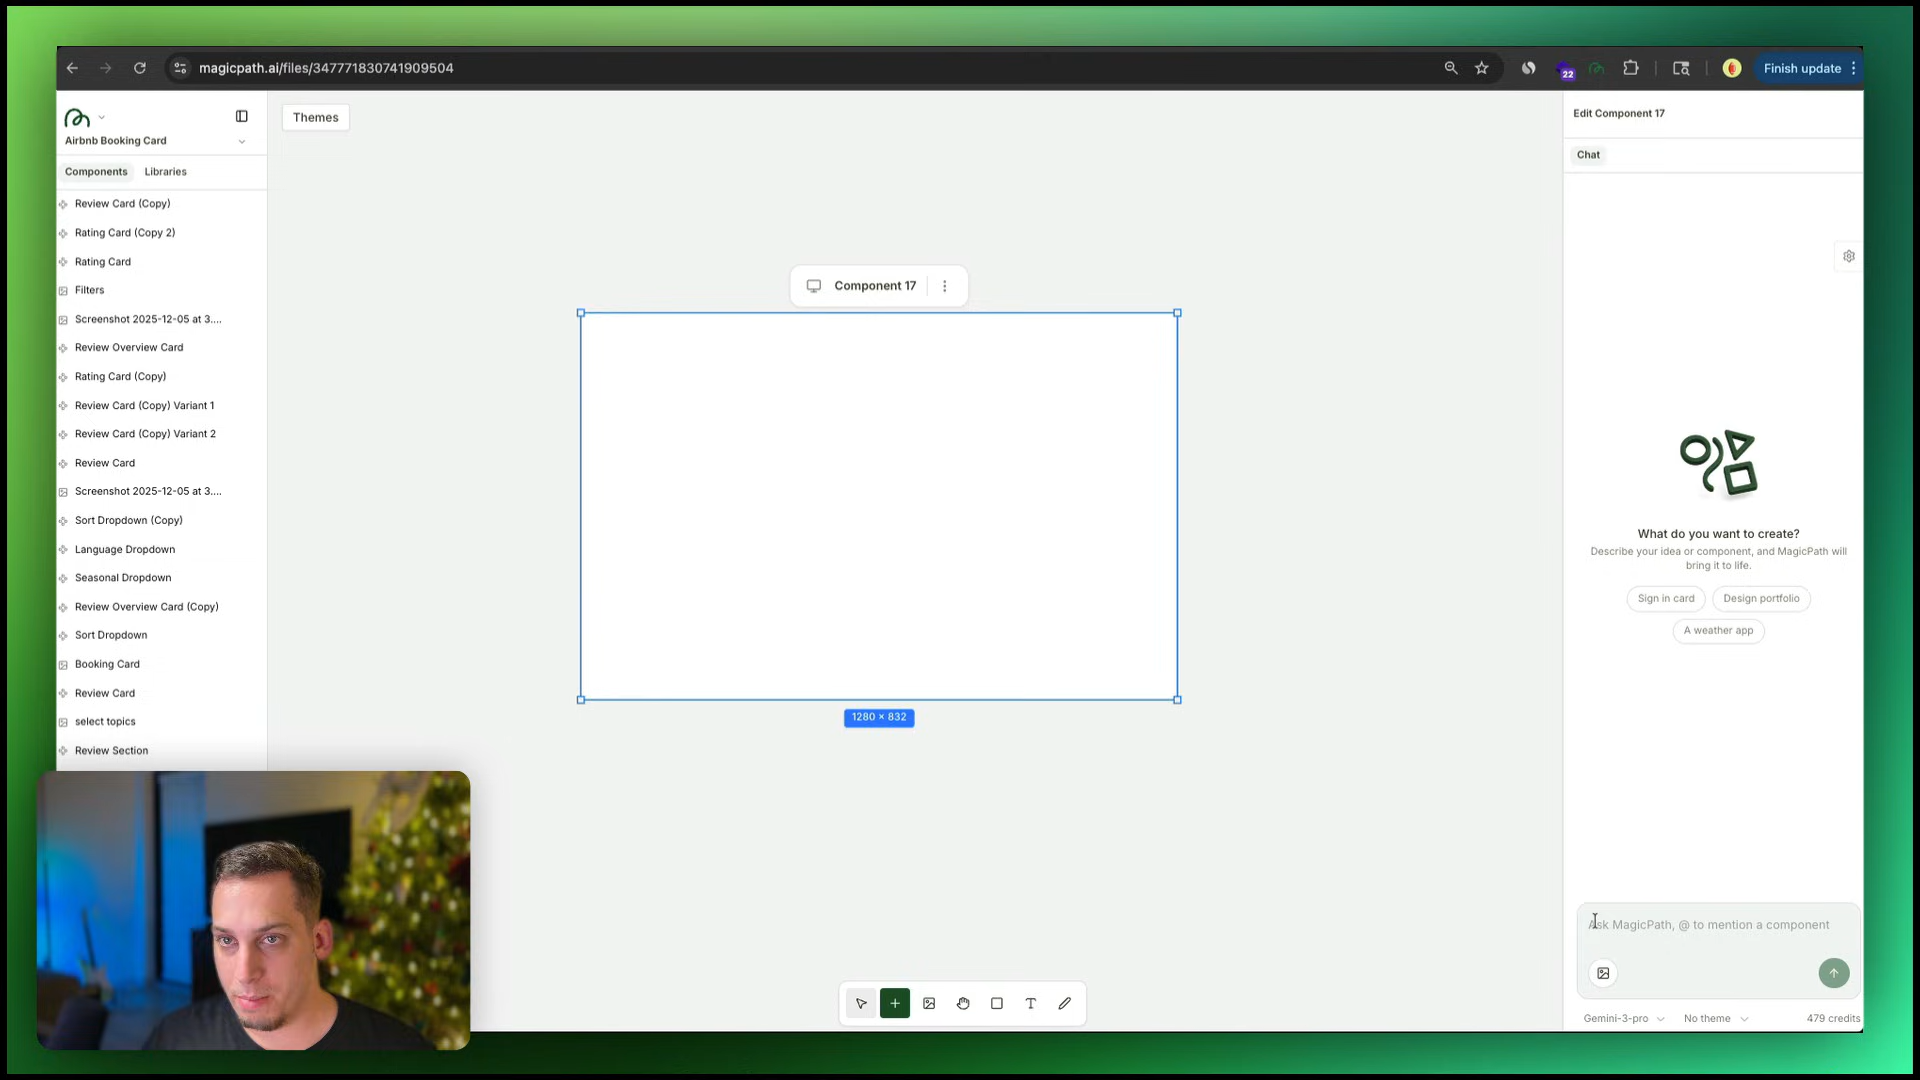 magicpath.ai/files/347771830741909504
22
Finish update
Airbnb Booking Card
Components
Libraries
Review Card (Copy)
Rating Card (Copy 2)
Rating Card
Filters
Screenshot 2025-12-05 at 3....
Review Overview Card
Rating Card (Copy)
Review Card (Copy) Variant 1
Review Card (Copy) Variant 2
Review Card
Screenshot 2025-12-05 at 3....
Sort Dropdown (Copy)
Language Dropdown
Seasonal Dropdown
Review Overview Card (Copy)
Sort Dropdown
Booking Card
Review Card
select topics
Review Section
Themes
Component 17
1280 × 832
Edit Component 17
Chat
What do you want to create?
Describe your idea or component, and MagicPath will
bring it to life.
Sign in card
Design portfolio
A weather app
Ask MagicPath, @ to mention a component
Gemini-3-pro
No theme
479 credits